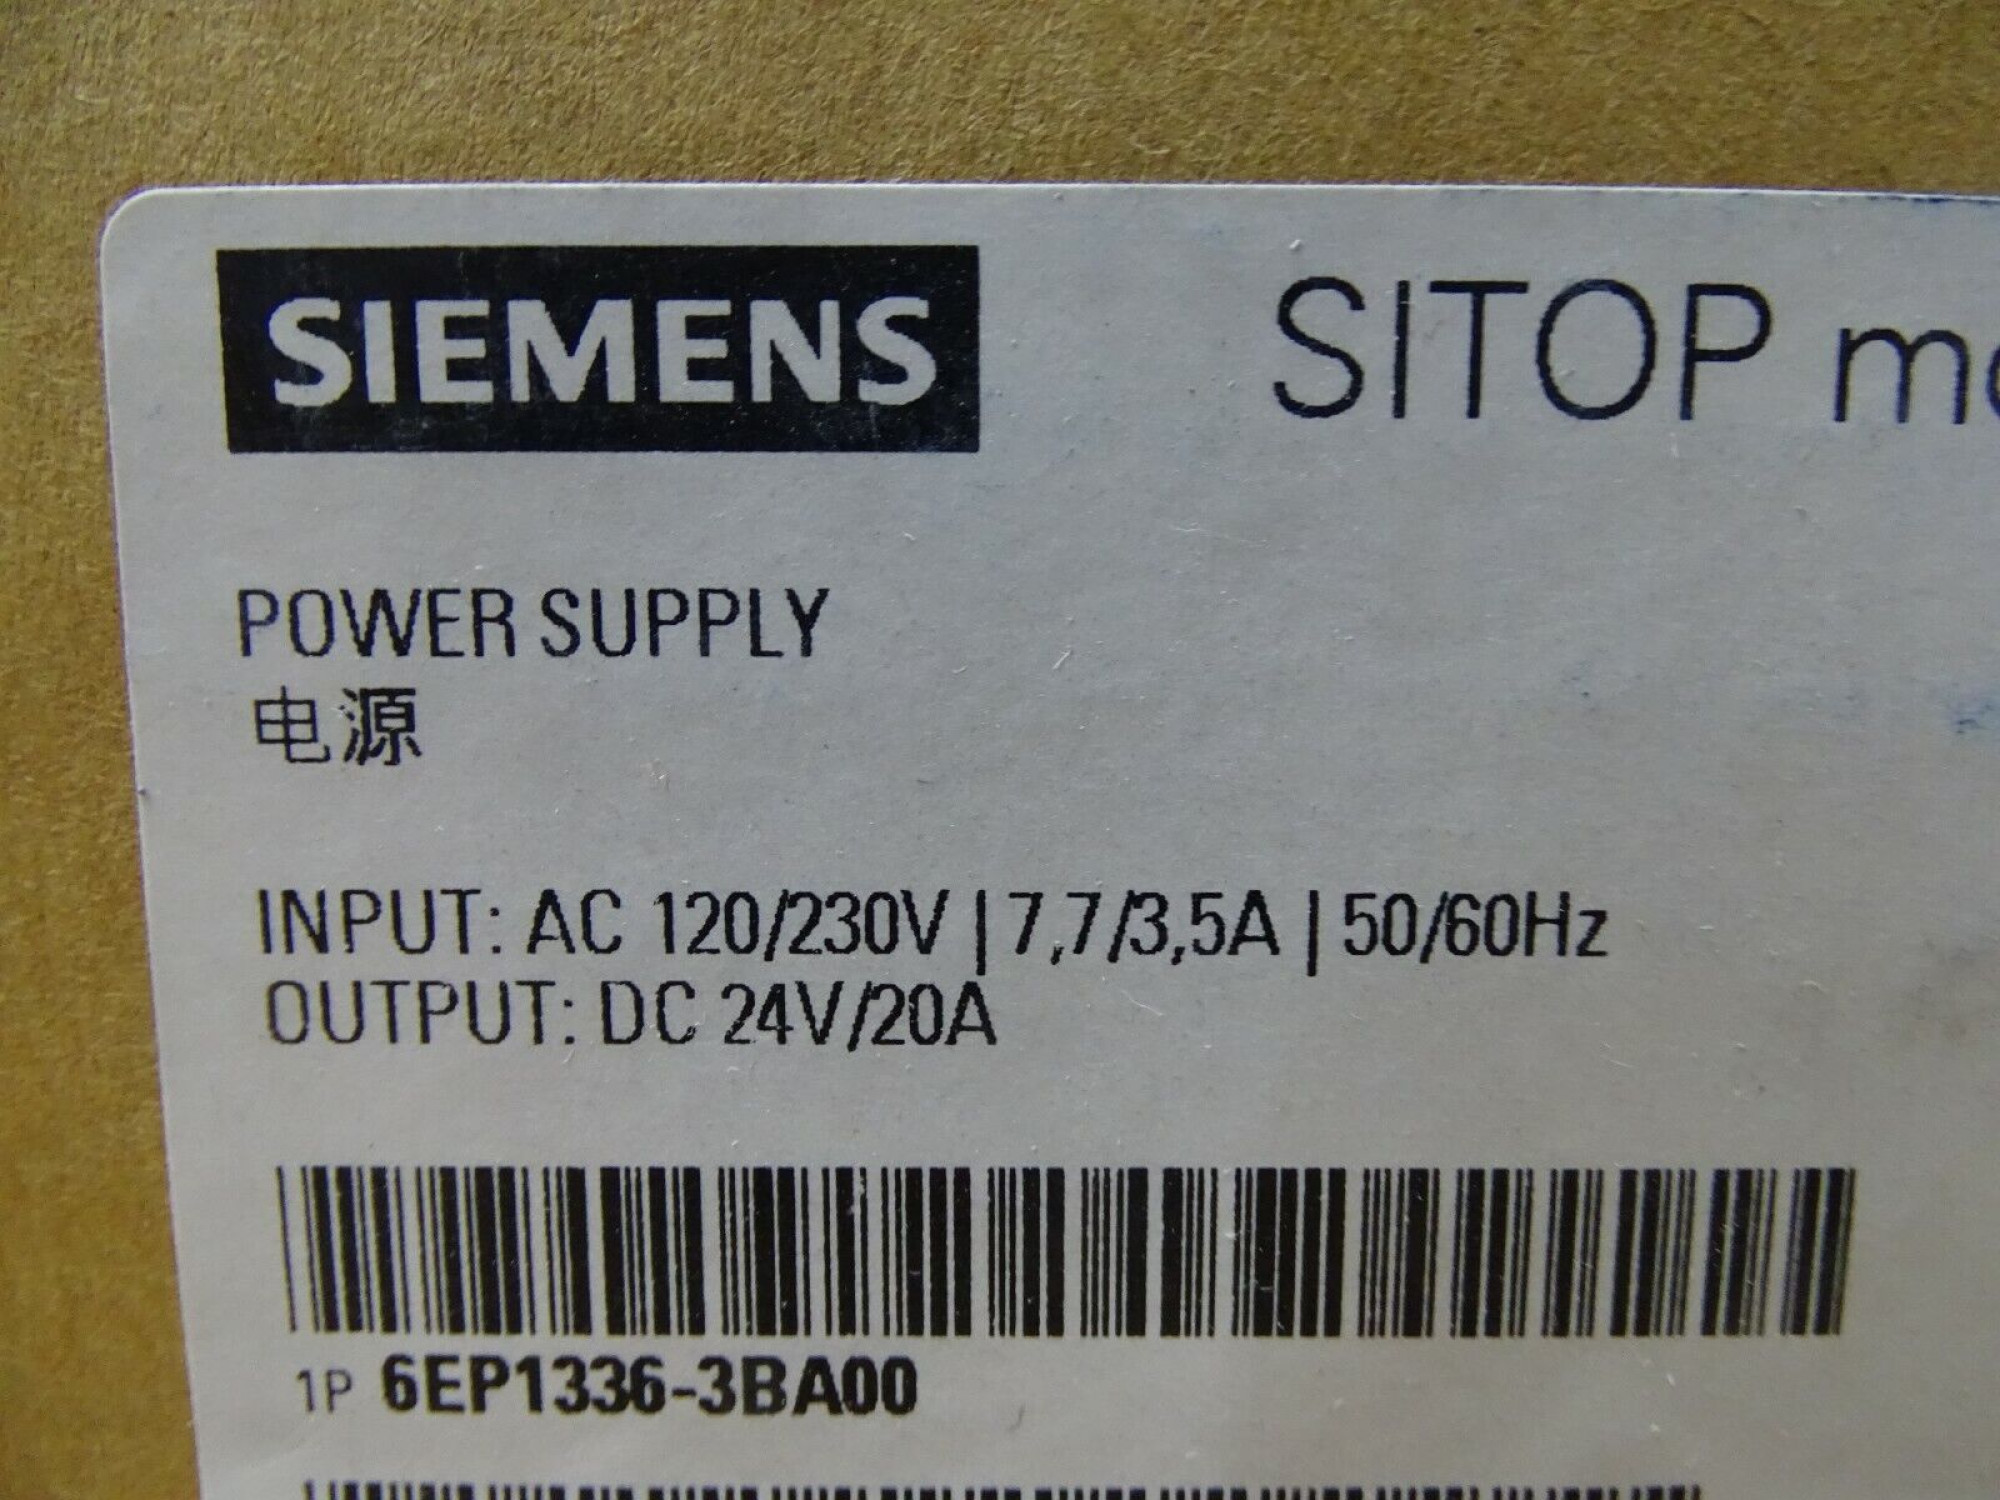 SIEMENS
SITOP
POWER SUPPLY
电源
INPUT: AC 120/230V | 7,7/3,5A | 50/60Hz
OUTPUT: DC 24V/20A
1P 6EP1336-3BA00